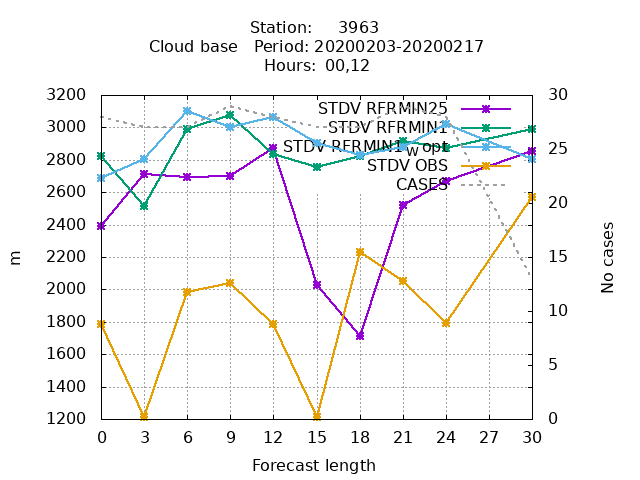 Station: 3963
Cloud base Period: 20200203-20200217
Hours: 00,12
3200 30
STDV RFRMIN25
3000
STDV RFRMIN1
2800 25
STDV OBS
2600
CASES
2400 20
2200 15
2000
1800 10
1600
1400 5
1200 0
m
No cases
0 3 6 9 12 15 18 21 24 27 30
Forecast length